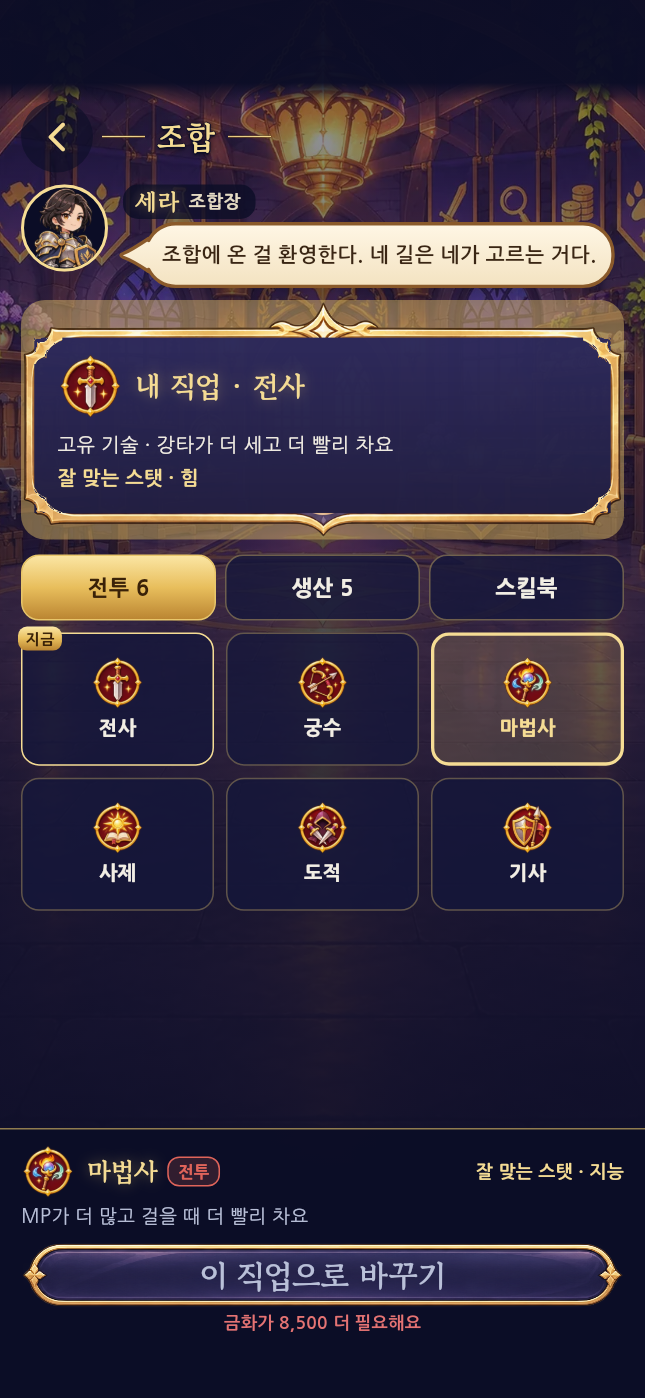 조합
세라 조합장
조합에 온 걸 환영한다. 네 길은 네가 고르는 거다.
내 직업 · 전사
고유 기술 · 강타가 더 세고 더 빨리 차요
잘 맞는 스탯 · 힘
전투 6
생산 5
스킬북
지금
전사
궁수
마법사
사제
도적
기사
마법사 전투
잘 맞는 스탯 · 지능
MP가 더 많고 걸을 때 더 빨리 차요
이 직업으로 바꾸기
금화가 8,500 더 필요해요